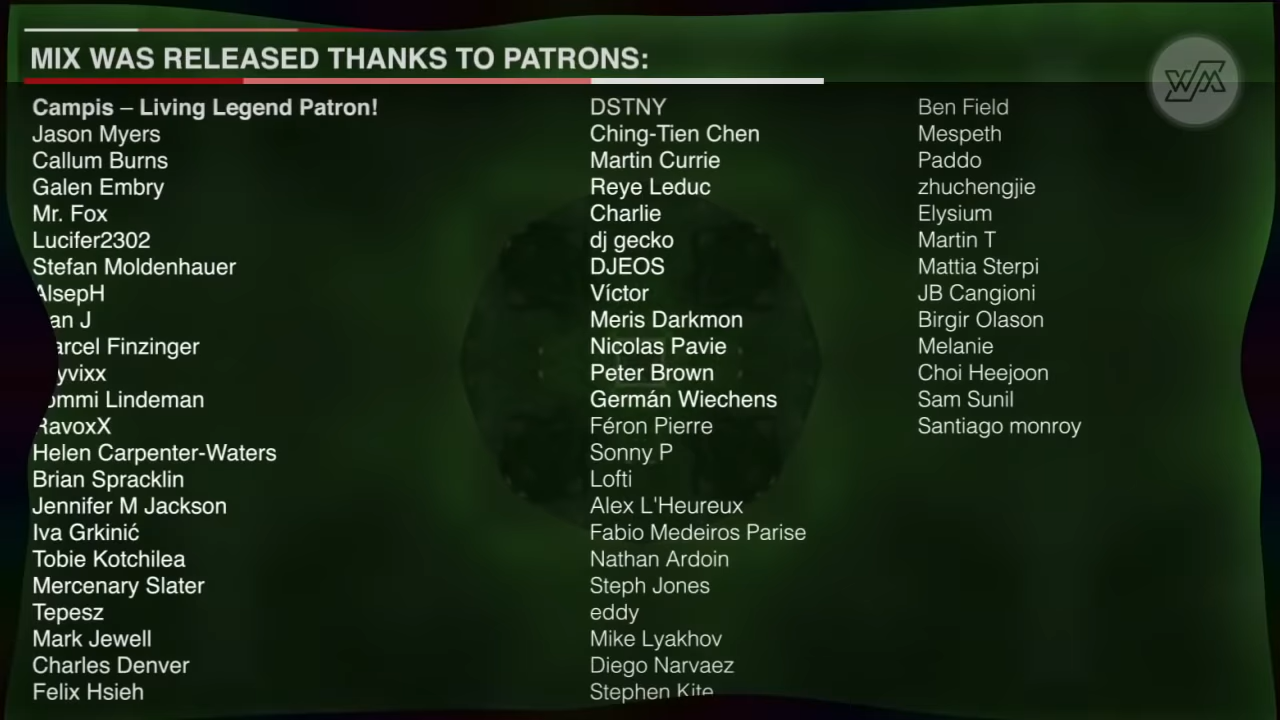 MIX WAS RELEASED THANKS TO PATRONS:
WM
Campis – Living Legend Patron!
Jason Myers
Callum Burns
Galen Embry
Mr. Fox
Lucifer2302
Stefan Moldenhauer
AlsepH
J
Finzinger
Lindeman
RavoxX
Helen Carpenter-Waters
Brian Spracklin
Jennifer M Jackson
Iva Grkinić
Tobie Kotchilea
Mercenary Slater
Tepesz
Mark Jewell
Charles Denver
Felix Hsieh
DSTNY
Ching-Tien Chen
Martin Currie
Reye Leduc
Charlie
dj gecko
DJEOS
Víctor
Meris Darkmon
Nicolas Pavie
Peter Brown
Germán Wiechens
Féron Pierre
Sonny P
Lofti
Alex L'Heureux
Fabio Medeiros Parise
Nathan Ardoin
Steph Jones
eddy
Mike Lyakhov
Diego Narvaez
Stephen Kite
Ben Field
Mespeth
Paddo
zhuchengjie
Elysium
Martin T
Mattia Sterpi
JB Cangioni
Birgir Olason
Melanie
Choi Heejoon
Sam Sunil
Santiago monroy